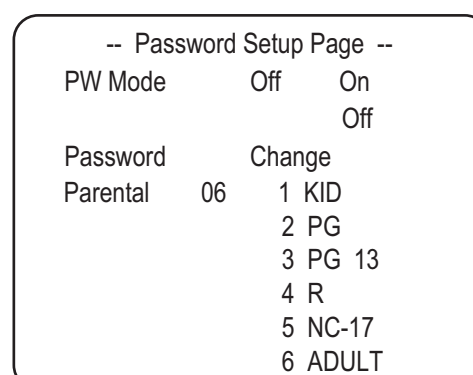 -- Password Setup Page --
PW Mode Off On
Off
Password Change
Parental 06 1 KID
2 PG
3 PG 13
4 R
5 NC-17
6 ADULT